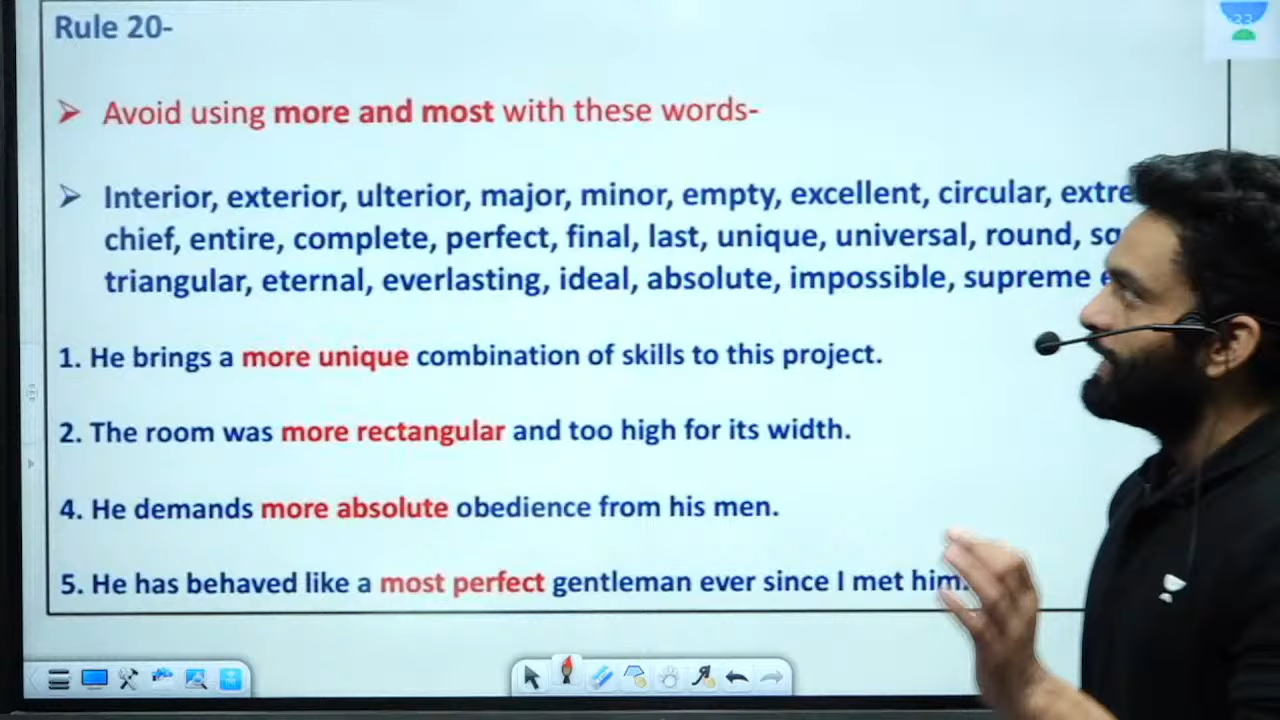 Rule 20-
Avoid using more and most with these words-
Interior, exterior, ulterior, major, minor, empty, excellent, circular,
chief, entire, complete, perfect, final, last, unique, universal, round,
triangular, eternal, everlasting, ideal, absolute, impossible, supreme
1. He brings a more unique combination of skills to this project.
2. The room was more rectangular and too high for its width.
4. He demands more absolute obedience from his men.
5. He has behaved like a most perfect gentleman ever since I met him.